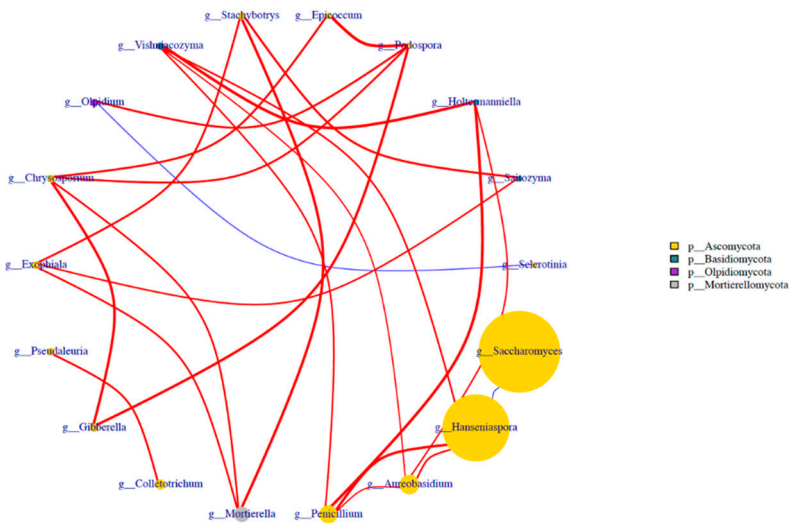 g__Stachybotrys
g__Epicoccum
g__Vishniacozyma
g__Podospora
g__Olpidium
g__Holtermanniella
g__Chrysosporium
g__Saitozyma
g__Exophiala
g__Sclerotinia
p__Ascomycota
p__Basidiomycota
p__Olpidiomycota
p__Mortierellomycota
g__Pseudaleuria
g__Saccharomyces
g__Gibberella
g__Hanseniaspora
g__Colletotrichum
g__Aureobasidium
g__Mortierella
g__Penicillium